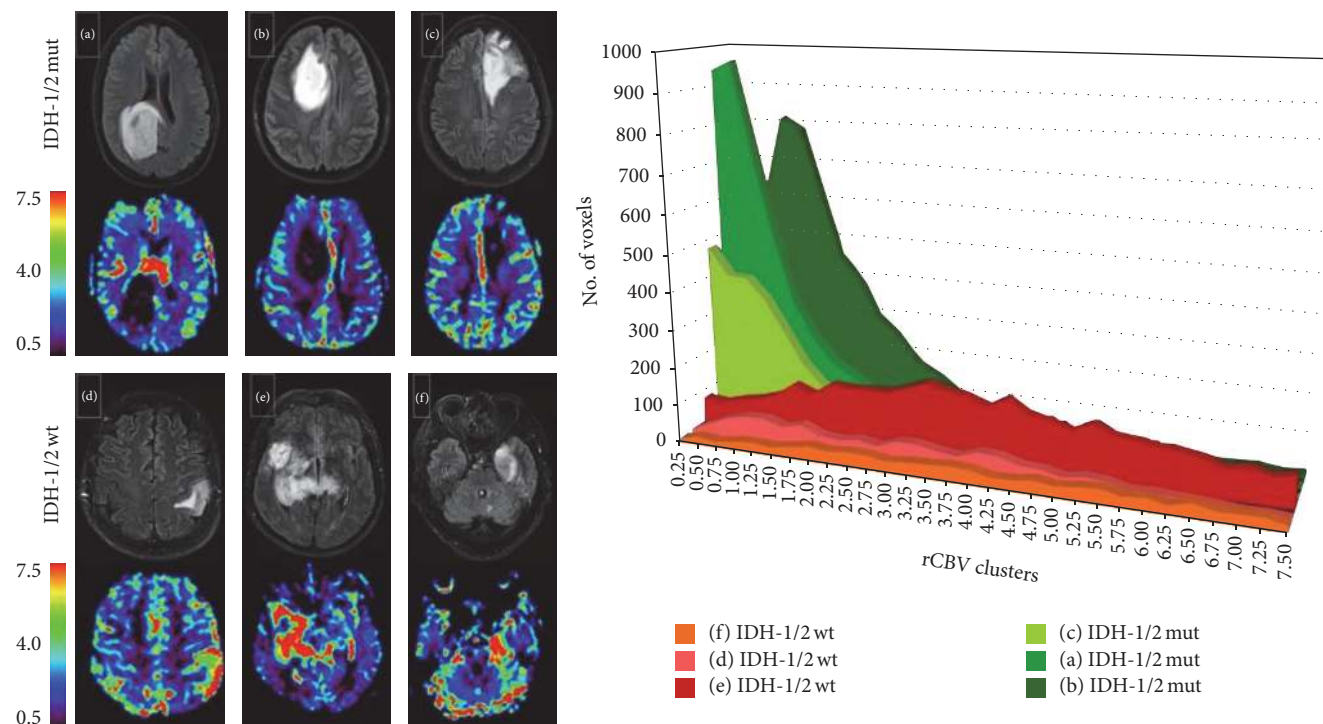 IDH-1/2 mut
(a)
(b)
(c)
7.5
4.0
0.5
IDH-1/2 wt
(d)
(e)
(f)
7.5
4.0
0.5
No. of voxels
1000
900
800
700
600
500
400
300
200
100
0
0.25
0.50
0.75
1.00
1.25
1.50
1.75
2.00
2.25
2.50
2.75
3.00
3.25
3.50
3.75
4.00
4.25
4.50
4.75
5.00
5.25
5.50
5.75
6.00
6.25
6.50
6.75
7.00
7.25
7.50
rCBV clusters
(f) IDH-1/2 wt
(d) IDH-1/2 wt
(e) IDH-1/2 wt
(c) IDH-1/2 mut
(a) IDH-1/2 mut
(b) IDH-1/2 mut